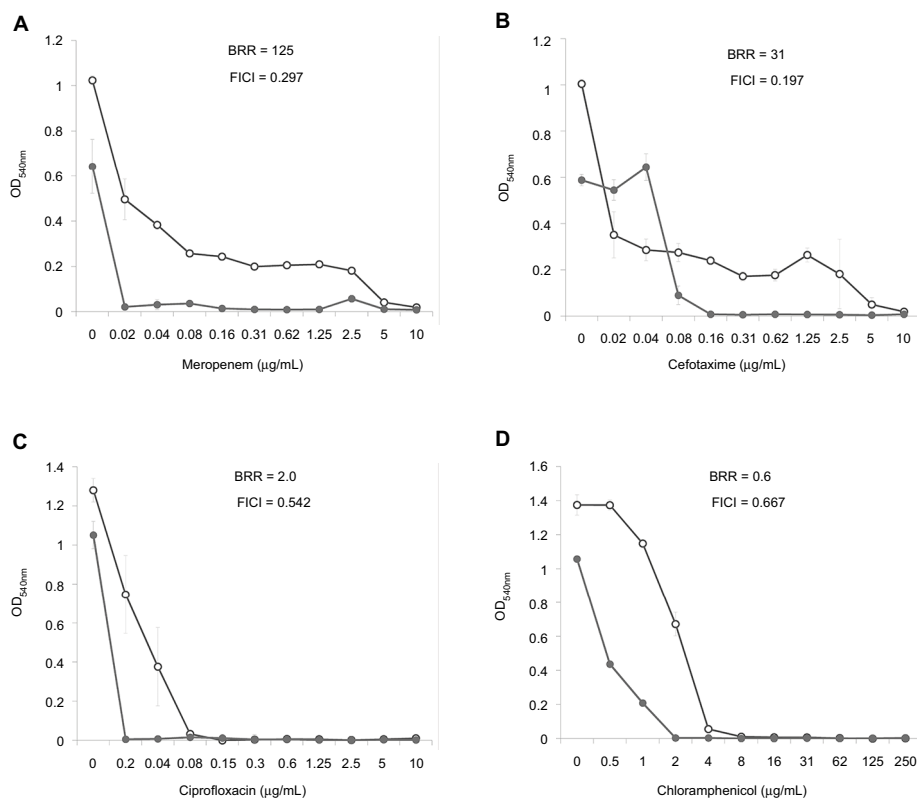 A
BRR = 125
FICI = 0.297
1.2
1
0.8
0.6
0.4
0.2
0
OD540nm
0 0.02 0.04 0.08 0.16 0.31 0.62 1.25 2.5 5 10
Meropenem (μg/mL)
B
BRR = 31
FICI = 0.197
1.2
1
0.8
0.6
0.4
0.2
0
OD540nm
0 0.02 0.04 0.08 0.16 0.31 0.62 1.25 2.5 5 10
Cefotaxime (μg/mL)
C
BRR = 2.0
FICI = 0.542
1.4
1.2
1
0.8
0.6
0.4
0.2
0
OD540nm
0 0.2 0.04 0.08 0.15 0.3 0.6 1.25 2.5 5 10
Ciprofloxacin (μg/mL)
D
BRR = 0.6
FICI = 0.667
1.6
1.4
1.2
1
0.8
0.6
0.4
0.2
0
OD540nm
0 0.5 1 2 4 8 16 31 62 125 250
Chloramphenicol (μg/mL)